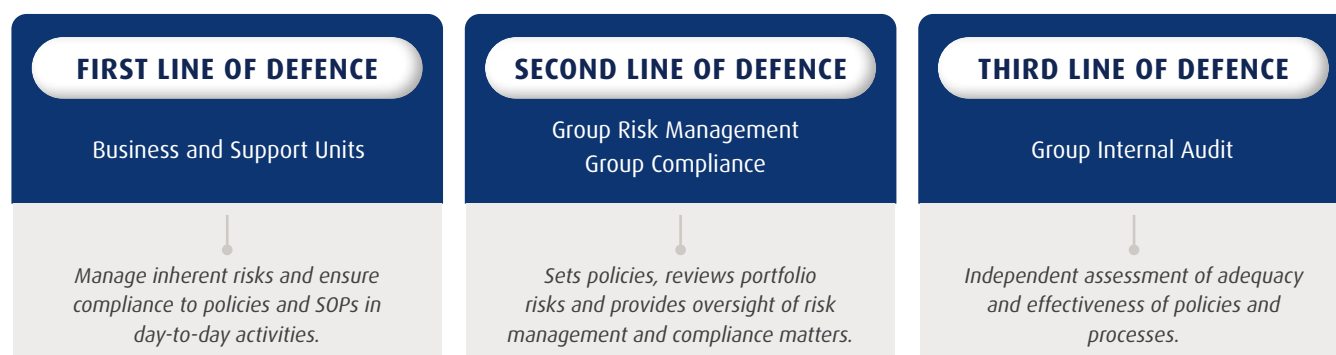 FIRST LINE OF DEFENCE
Business and Support Units
Manage inherent risks and ensure
compliance to policies and SOPs in
day-to-day activities.
SECOND LINE OF DEFENCE
Group Risk Management
Group Compliance
Sets policies, reviews portfolio
risks and provides oversight of risk
management and compliance matters.
THIRD LINE OF DEFENCE
Group Internal Audit
Independent assessment of adequacy
and effectiveness of policies and
processes.